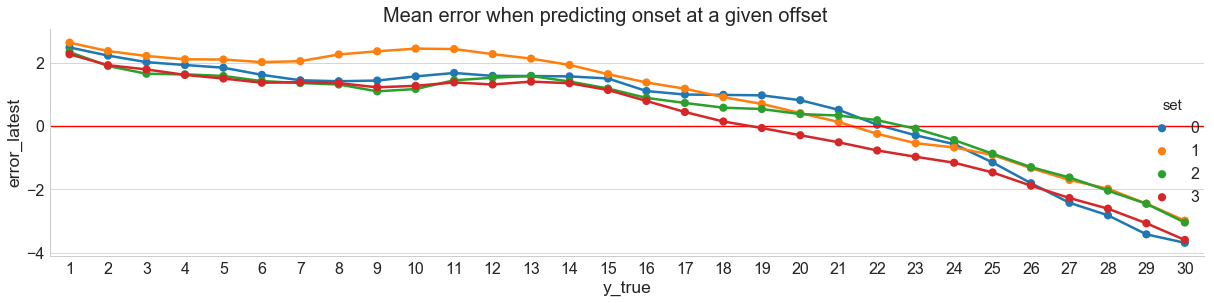 Mean error when predicting onset at a given offset
error_latest
2
0
−2
−4
set
0
1
2
3
1 2 3 4 5 6 7 8 9 10 11 12 13 14 15 16 17 18 19 20 21 22 23 24 25 26 27 28 29 30
y_true